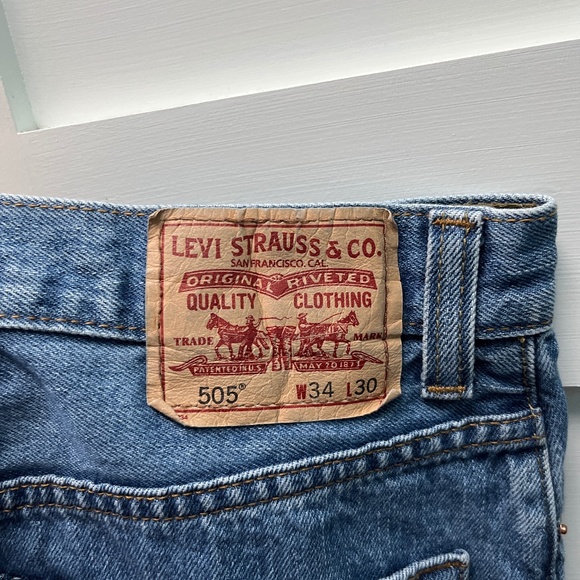 LEVI STRAUSS & CO.
SAN FRANCISCO, CAL.
ORIGINAL RIVETED
QUALITY CLOTHING
TRADE MARK
PATENTED IN U.S. MAY 20 1873
505® W34 L30